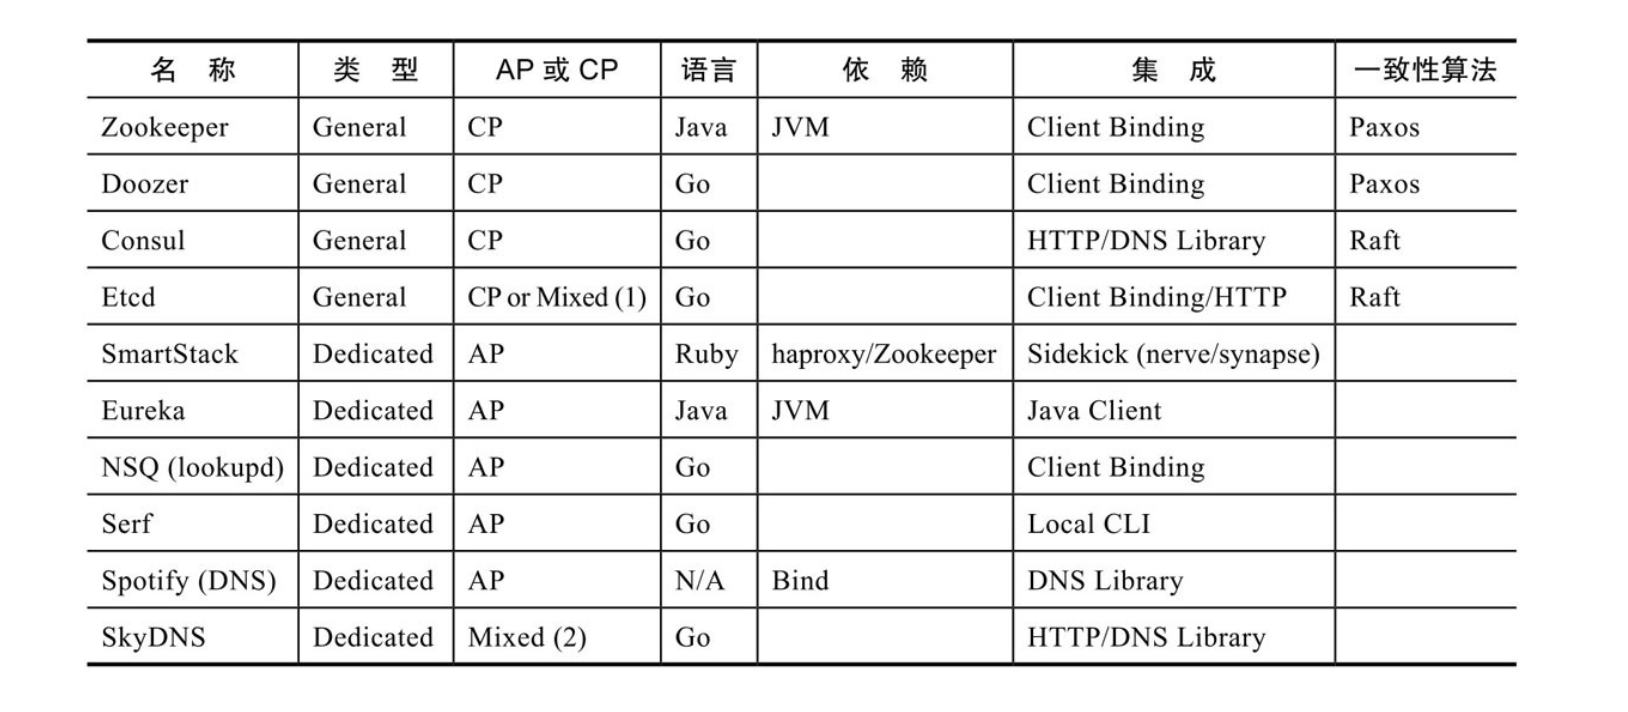 名 称 类 型 AP 或 CP 语言 依 赖 集 成 一致性算法
Zookeeper General CP Java JVM Client Binding Paxos
Doozer General CP Go Client Binding Paxos
Consul General CP Go HTTP/DNS Library Raft
Etcd General CP or Mixed (1) Go Client Binding/HTTP Raft
SmartStack Dedicated AP Ruby haproxy/Zookeeper Sidekick (nerve/synapse)
Eureka Dedicated AP Java JVM Java Client
NSQ (lookupd) Dedicated AP Go Client Binding
Serf Dedicated AP Go Local CLI
Spotify (DNS) Dedicated AP N/A Bind DNS Library
SkyDNS Dedicated Mixed (2) Go HTTP/DNS Library